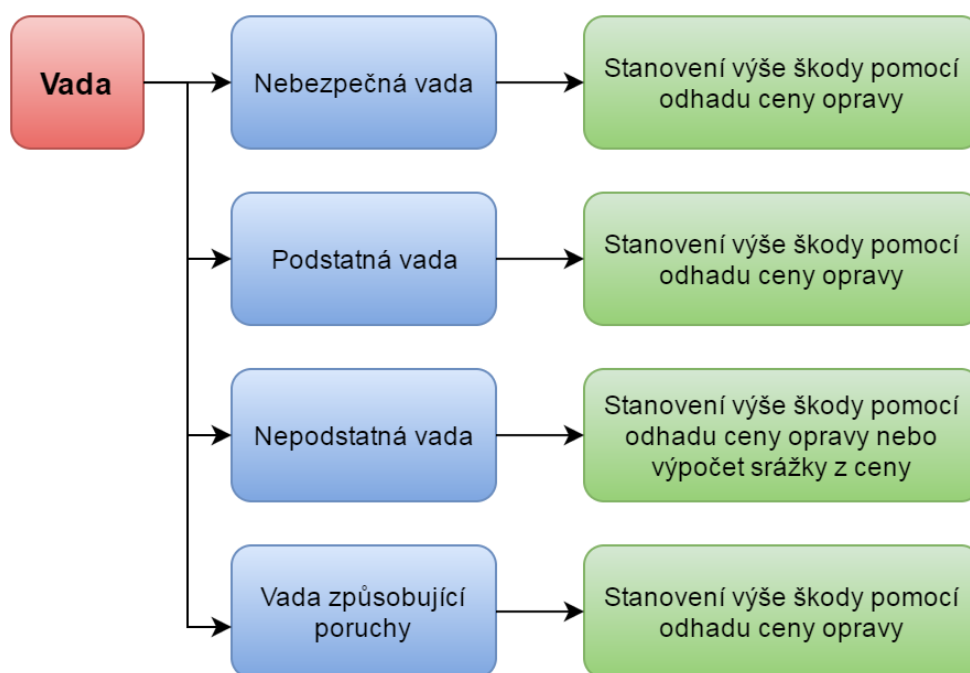 Vada
Nebezpečná vada
Stanovení výše škody pomocí
odhadu ceny opravy
Podstatná vada
Stanovení výše škody pomocí
odhadu ceny opravy
Nepodstatná vada
Stanovení výše škody pomocí
odhadu ceny opravy nebo
výpočet srážky z ceny
Vada způsobující
poruchy
Stanovení výše škody pomocí
odhadu ceny opravy